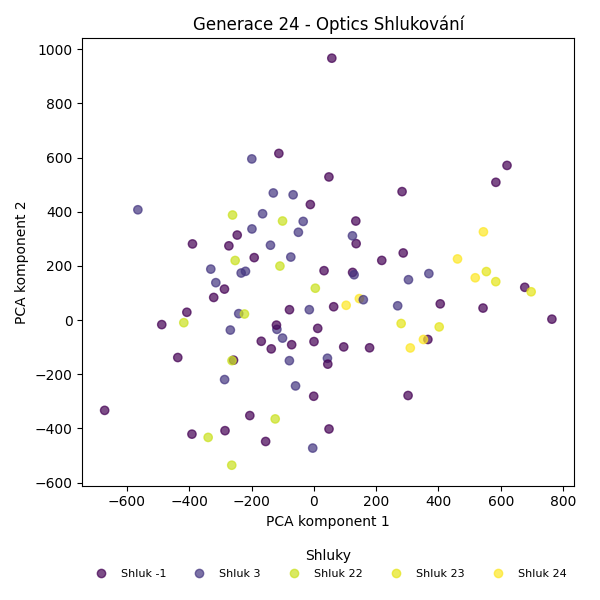 Generace 24 - Optics Shlukování
1000
800
600
400
200
0
−200
−400
−600
PCA komponent 2
−600 −400 −200 0 200 400 600 800
PCA komponent 1
Shluky
Shluk -1 Shluk 3 Shluk 22 Shluk 23 Shluk 24